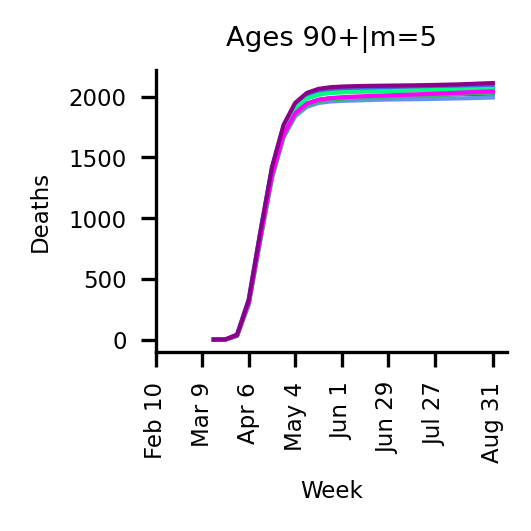 Ages 90+|m=5
Deaths
2000
1500
1000
500
0
Feb 10
Mar 9
Apr 6
May 4
Jun 1
Jun 29
Jul 27
Aug 31
Week